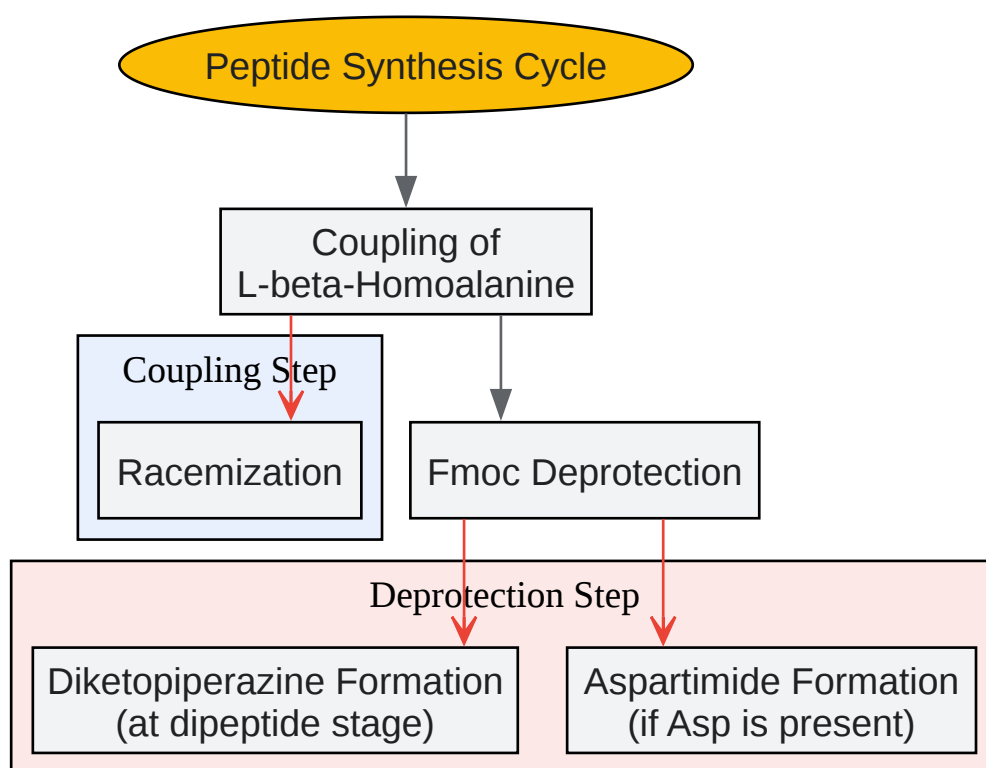 Peptide Synthesis Cycle
Coupling of
L-beta-Homoalanine
Coupling Step
Racemization
Fmoc Deprotection
Deprotection Step
Diketopiperazine Formation
(at dipeptide stage)
Aspartimide Formation
(if Asp is present)